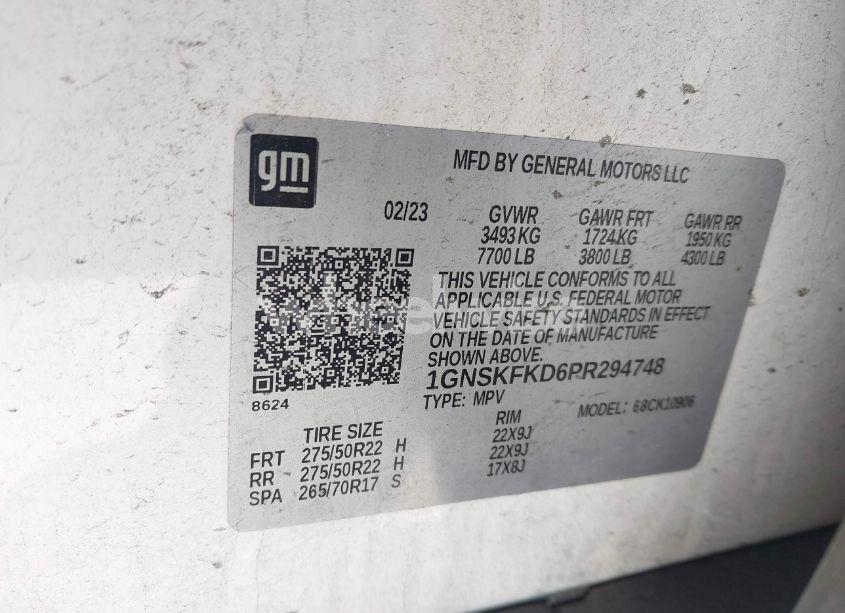 gm
MFD BY GENERAL MOTORS LLC
02/23 GVWR GAWR FRT GAWR RR
3493 KG 1724 KG 1950 KG
7700 LB 3800 LB 4300 LB
THIS VEHICLE CONFORMS TO ALL
APPLICABLE U.S. FEDERAL MOTOR
VEHICLE SAFETY STANDARDS IN EFFECT
ON THE DATE OF MANUFACTURE
SHOWN ABOVE.
1GNSKFKD6PR294748
8624
TYPE: MPV MODEL: 68CK10906
TIRE SIZE RIM
FRT 275/50R22 H 22X9J
RR 275/50R22 H 22X9J
SPA 265/70R17 S 17X8J